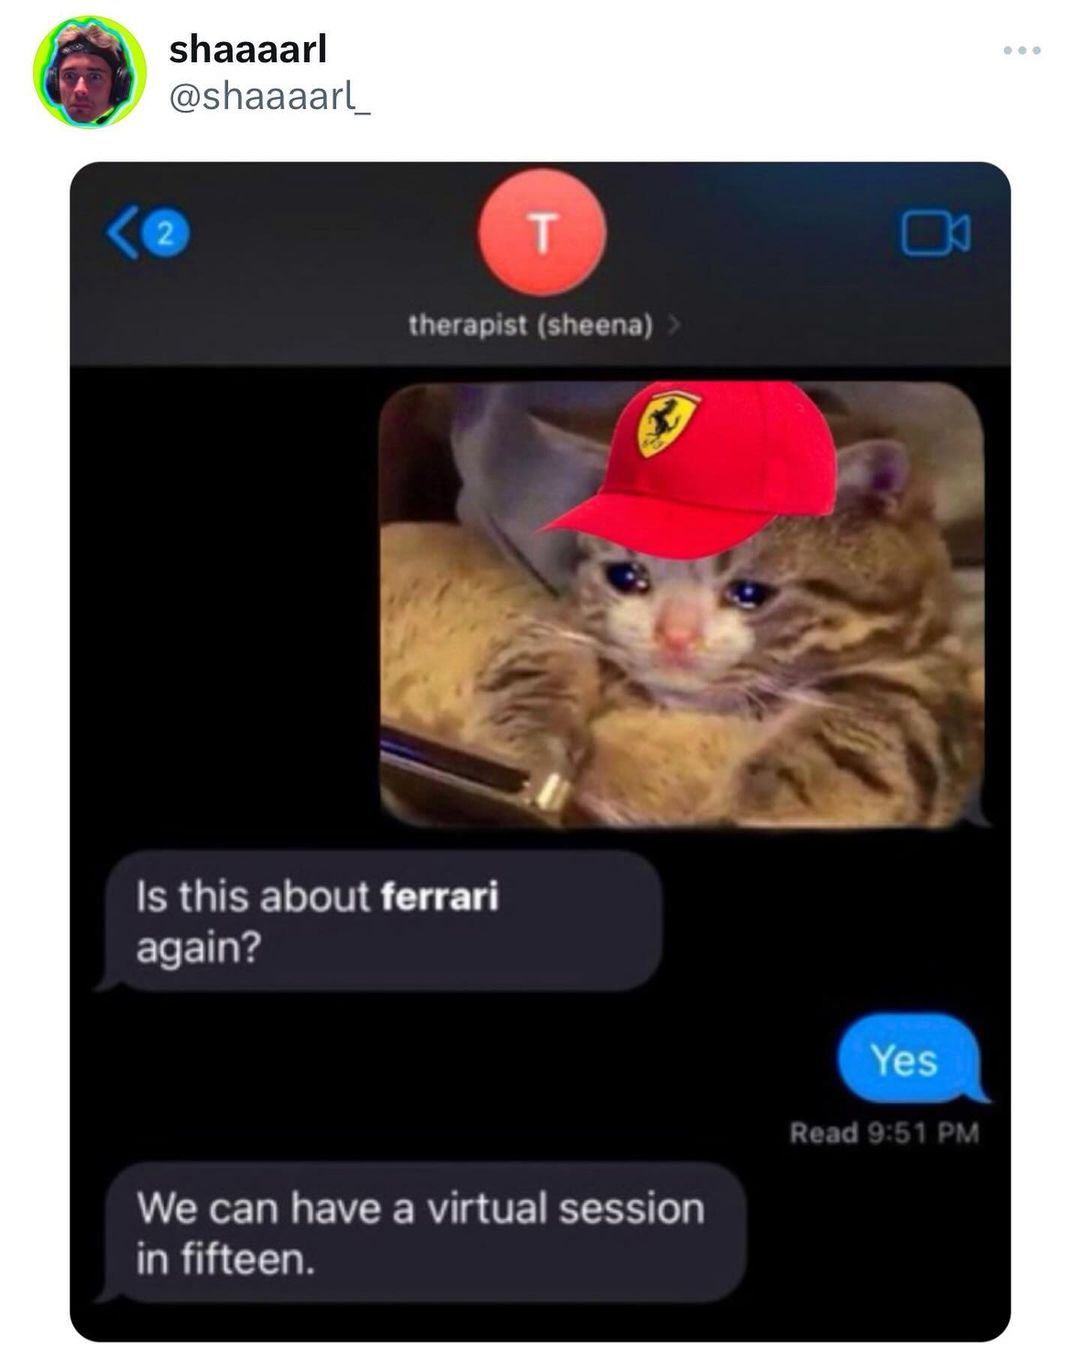 shaaaarl
@shaaaarl_
2
T
therapist (sheena)
Is this about ferrari
again?
Yes
Read 9:51 PM
We can have a virtual session
in fifteen.